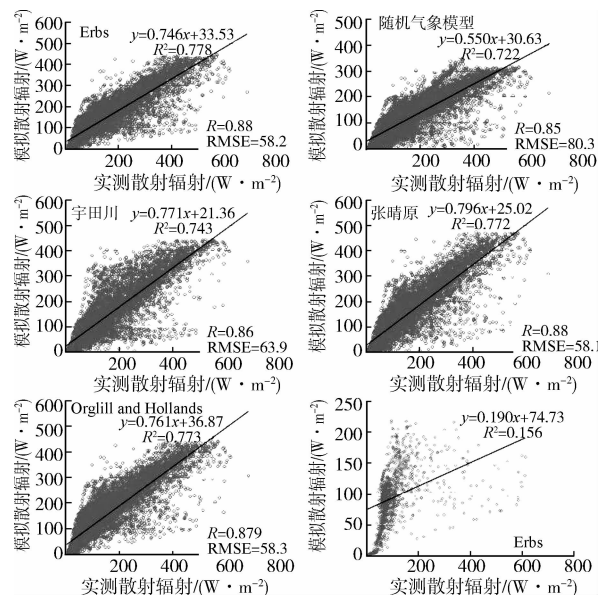 600
500
400
300
200
100
0
Erbs
y=0.746x+33.53
R²=0.778
R=0.88
RMSE=58.2
200 400 600 800
模拟散射辐射/(W·m⁻²)
实测散射辐射/(W·m⁻²)
500
400
300
200
100
0
随机气象模型
y=0.550x+30.63
R²=0.722
R=0.85
RMSE=80.3
200 400 600 800
模拟散射辐射/(W·m⁻²)
实测散射辐射/(W·m⁻²)
600
500
400
300
200
100
0
宇田川
y=0.771x+21.36
R²=0.743
R=0.86
RMSE=63.9
200 400 600 800
模拟散射辐射/(W·m⁻²)
实测散射辐射/(W·m⁻²)
600
500
400
300
200
100
0
张晴原
y=0.796x+25.02
R²=0.772
R=0.88
RMSE=58.1
200 400 600 800
模拟散射辐射/(W·m⁻²)
实测散射辐射/(W·m⁻²)
600
500
400
300
200
100
0
Orglill and Hollands
y=0.761x+36.87
R²=0.773
R=0.879
RMSE=58.3
200 400 600 800
模拟散射辐射/(W·m⁻²)
实测散射辐射/(W·m⁻²)
250
200
150
100
50
0
y=0.190x+74.73
R²=0.156
Erbs
200 400 600 800
模拟散射辐射/(W·m⁻²)
实测散射辐射/(W·m⁻²)